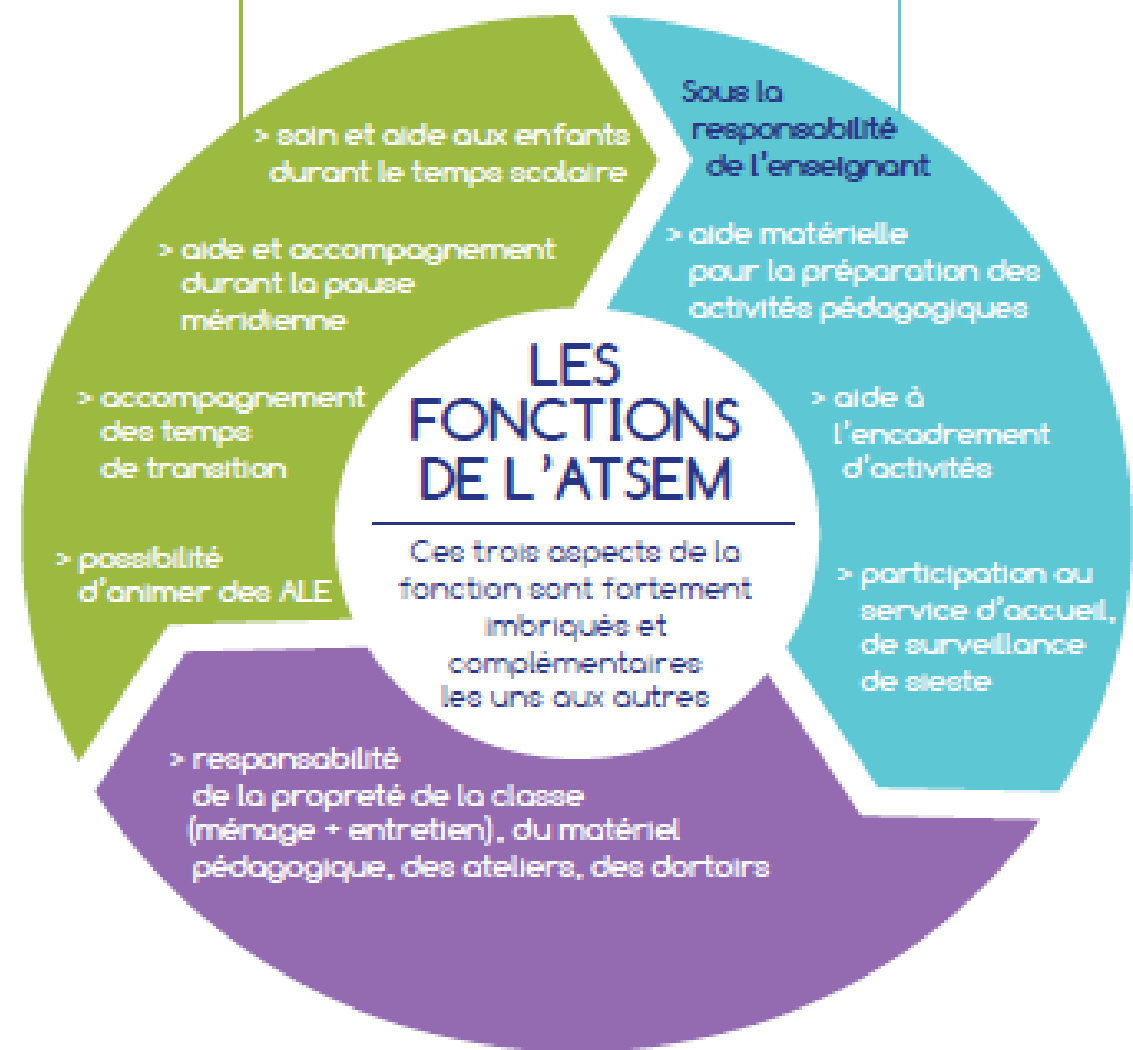 > soin et aide aux enfants
durant le temps scolaire
> aide et accompagnement
durant la pause
méridienne
> accompagnement
des temps
de transition
> possibilité
d'animer des ALE
Sous la
responsabilité
de l'enseignant
> aide matérielle
pour la préparation des
activités pédagogiques
> aide à
l'encadrement
d'activités
> participation au
service d'accueil,
de surveillance
de sieste
LES
FONCTIONS
DE L'ATSEM
Ces trois aspects de la
fonction sont fortement
imbriqués et
complémentaires
les uns aux autres
> responsabilité
de la propreté de la classe
(ménage + entretien), du matériel
pédagogique, des ateliers, des dortoirs